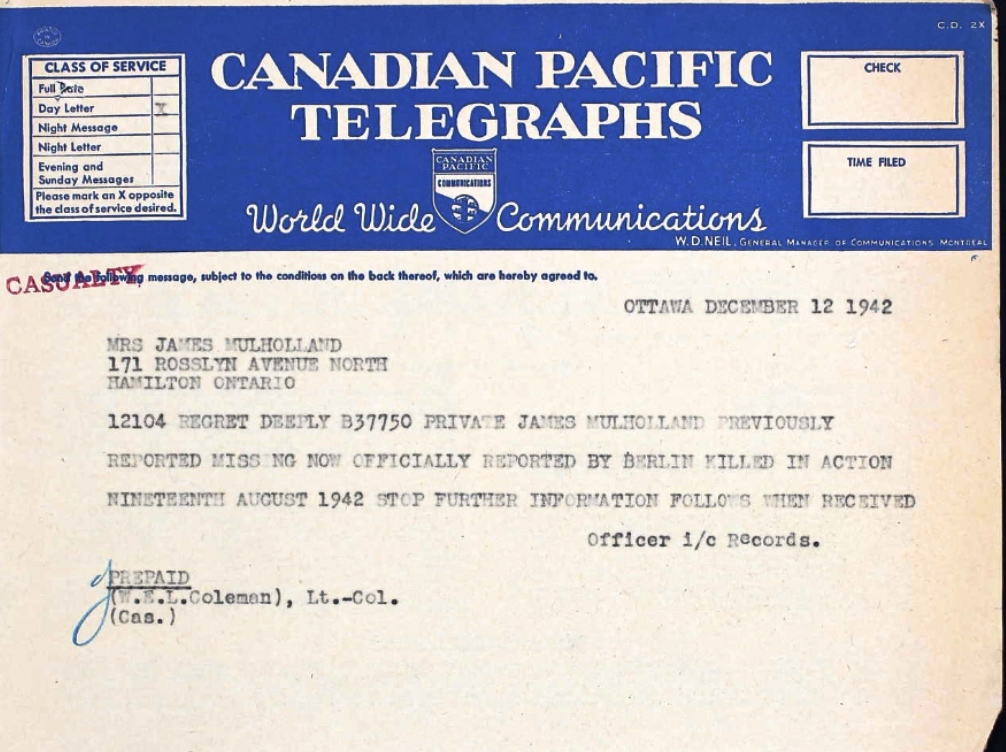 C.D. 2X
CLASS OF SERVICE
Full Rate
Day Letter X
Night Message
Night Letter
Evening and
Sunday Messages
Please mark an X opposite
the class of service desired.
CANADIAN PACIFIC
TELEGRAPHS
CANADIAN
PACIFIC
COMMUNICATIONS
World Wide Communications
CHECK
TIME FILED
W.D. NEIL, GENERAL MANAGER OF COMMUNICATIONS MONTREAL
CASUALTY
Send the following message, subject to the conditions on the back thereof, which are hereby agreed to.
OTTAWA DECEMBER 12 1942
MRS JAMES MULHOLLAND
171 ROSSLYN AVENUE NORTH
HAMILTON ONTARIO
12104 REGRET DEEPLY B37750 PRIVATE JAMES MULHOLLAND PREVIOUSLY
REPORTED MISSING NOW OFFICIALLY REPORTED BY BERLIN KILLED IN ACTION
NINETEENTH AUGUST 1942 STOP FURTHER INFORMATION FOLLOWS WHEN RECEIVED
Officer i/c Records.
PREPAID
(W.E.L.Coleman), Lt.-Col.
(Cas.)